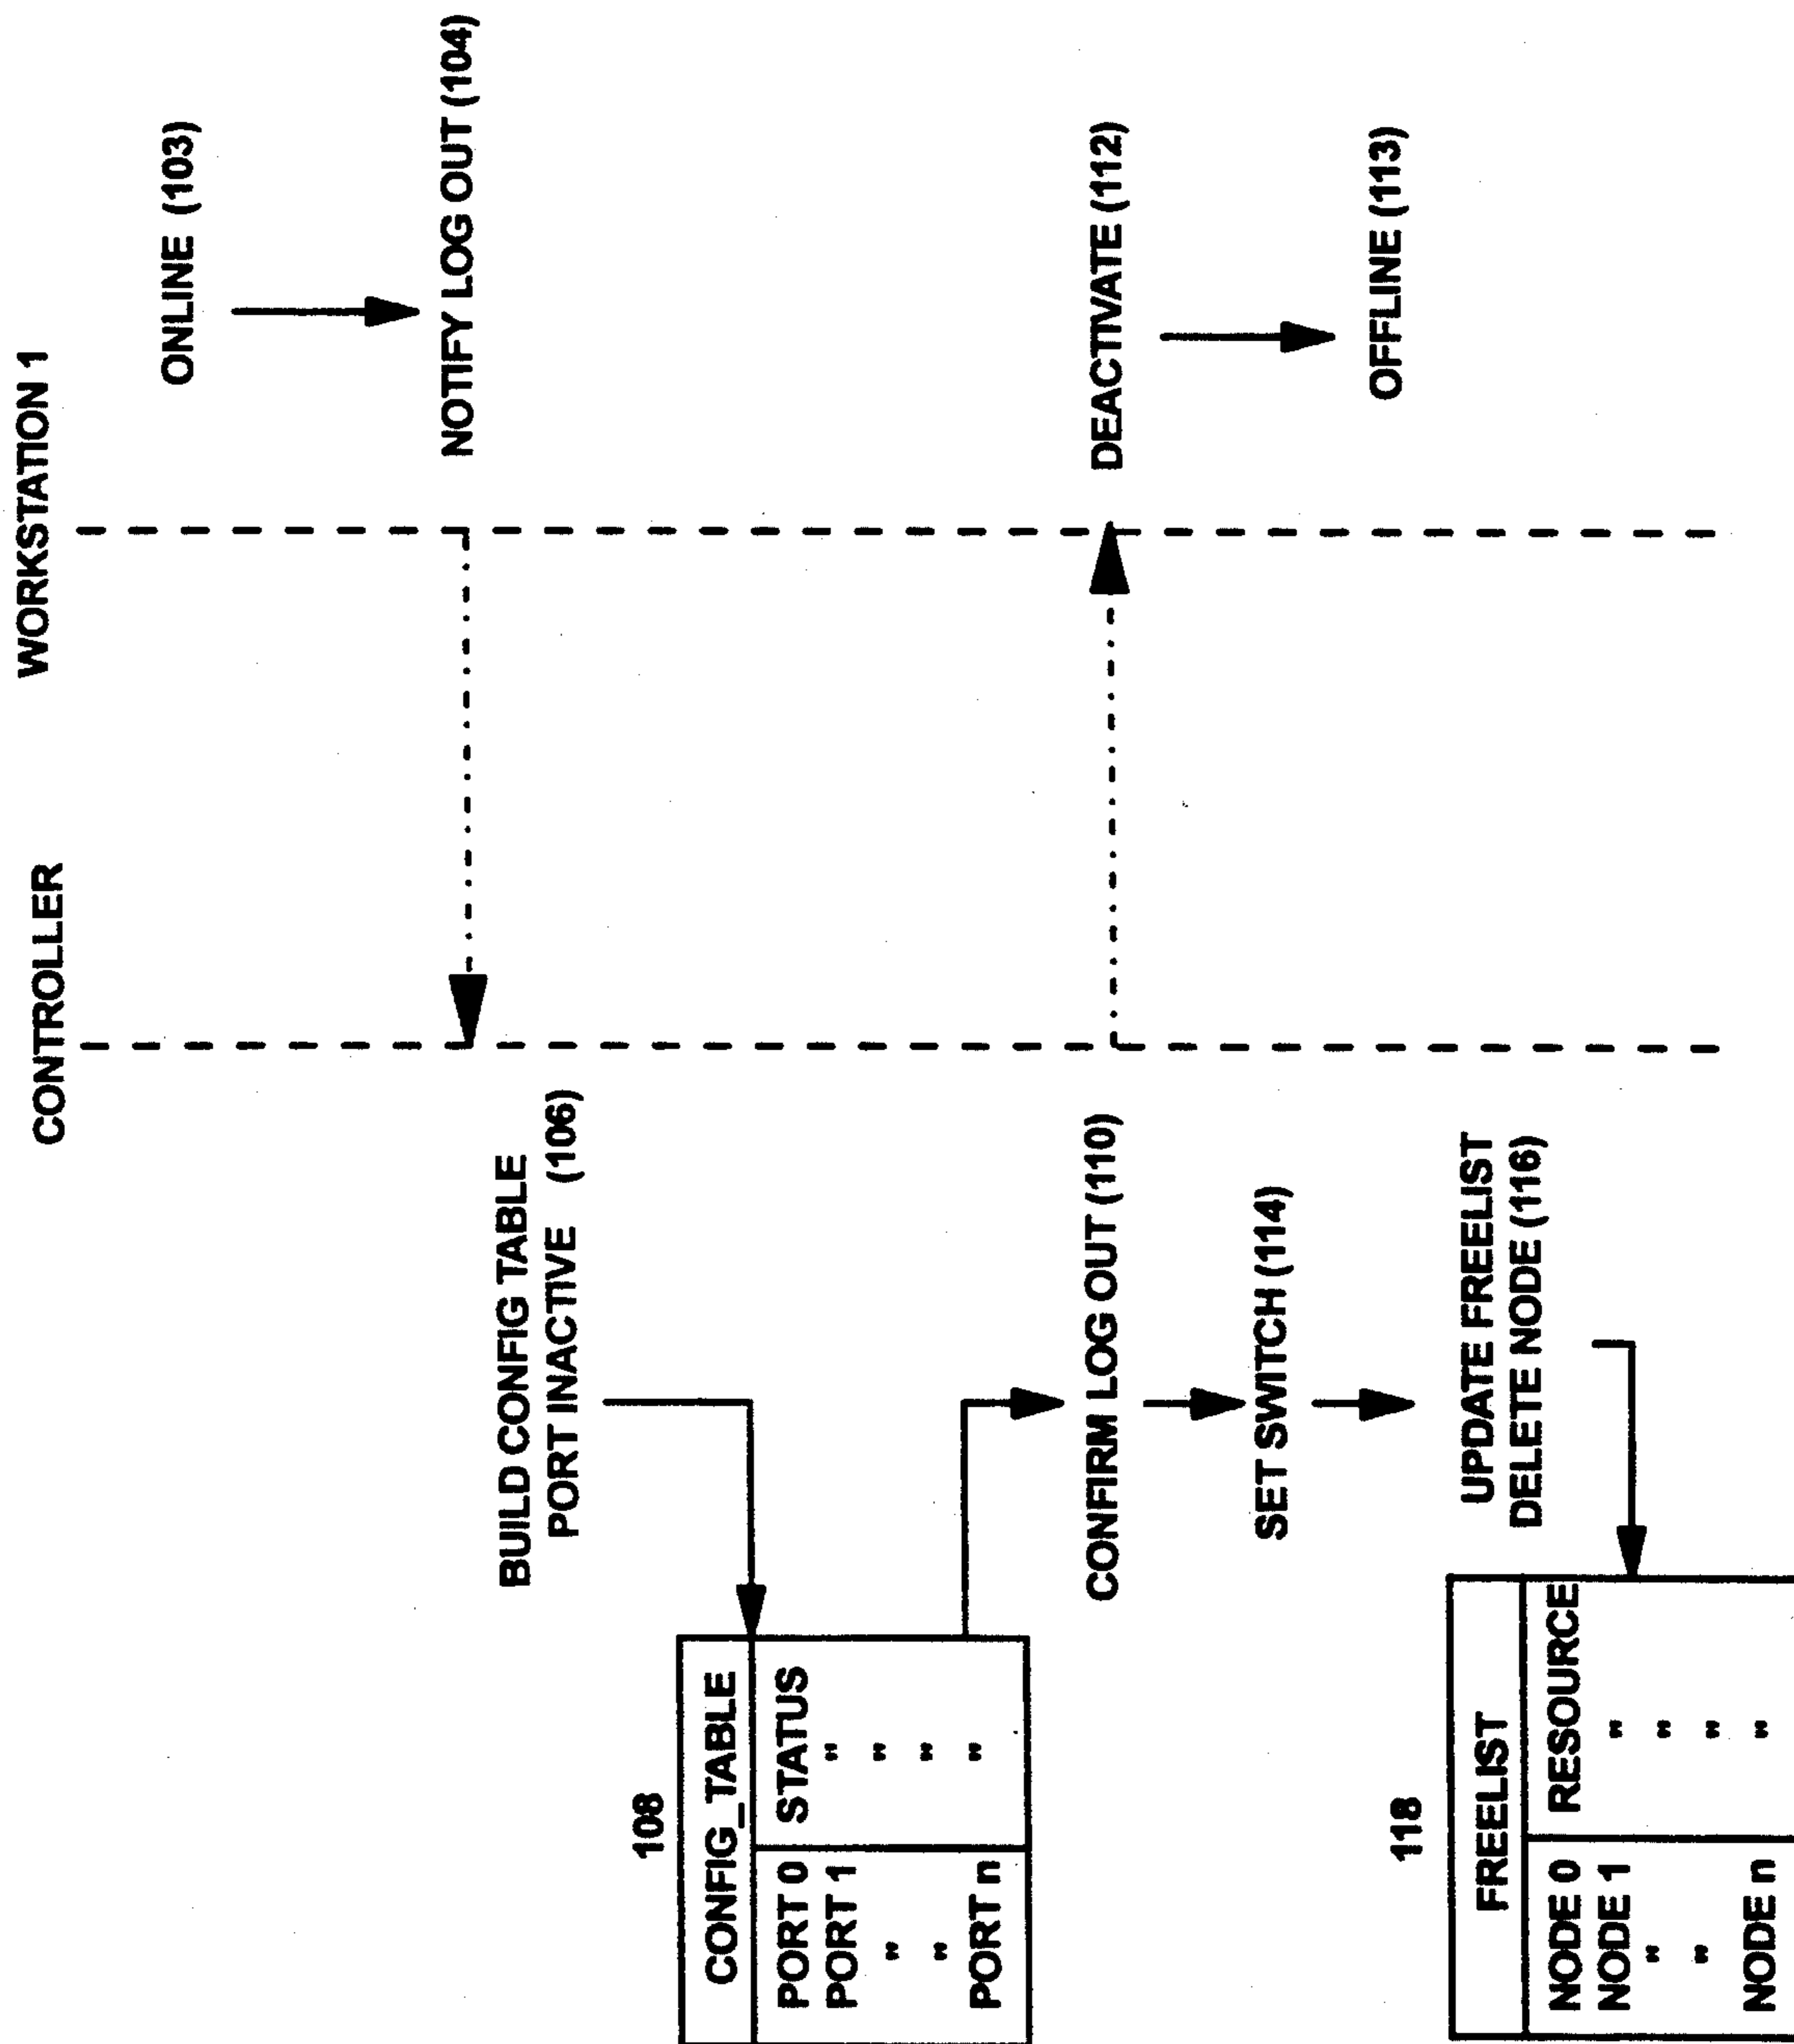 CONTROLLER WORKSTATION 1
ONLINE (103)
NOTIFY LOG OUT (104)
BUILD CONFIG TABLE
PORT INACTIVE (106)
108
CONFIG_TABLE
PORT 0 STATUS
PORT 1 "
" "
" "
PORT n "
CONFIRM LOG OUT (110)
DEACTIVATE (112)
SET SWITCH (114)
OFFLINE (113)
UPDATE FREELIST
DELETE NODE (116)
118
FREELIST
NODE 0 RESOURCE
NODE 1 "
" "
" "
NODE n "